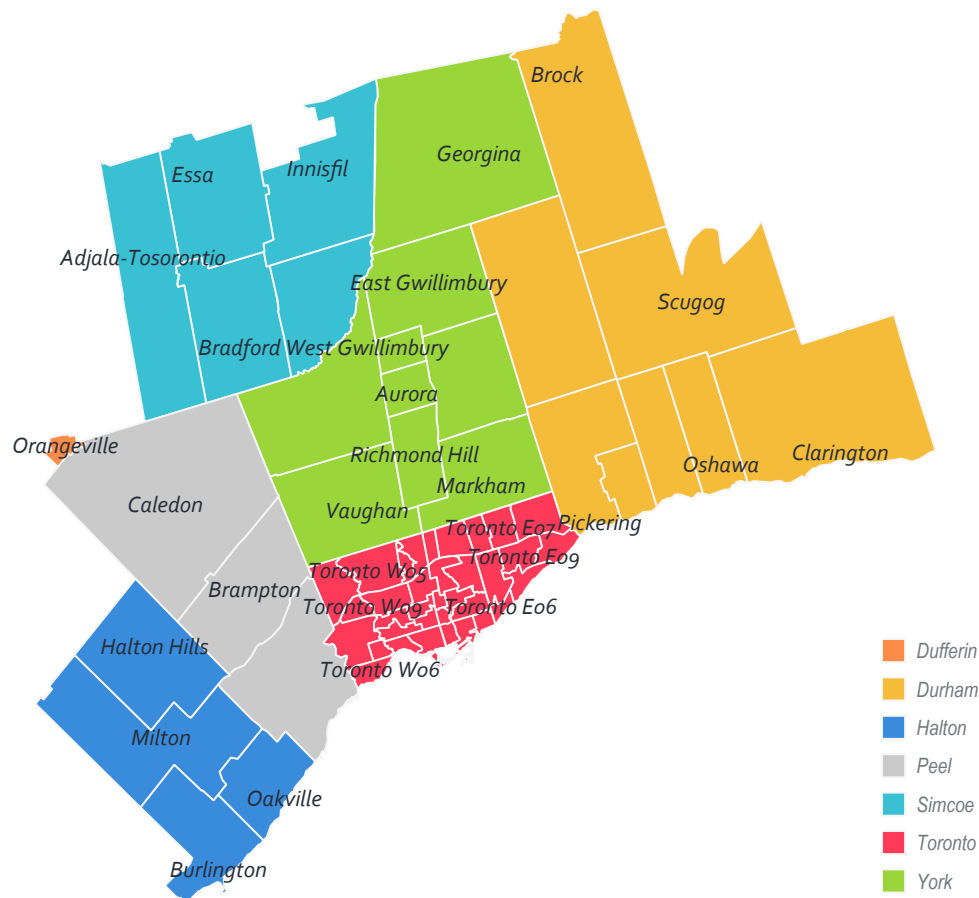 Brock
Georgina
Innisfil
Essa
Adjala-Tosorontio
East Gwillimbury
Scugog
Bradford West Gwillimbury
Aurora
Orangeville
Richmond Hill
Clarington
Oshawa
Markham
Caledon
Vaughan
Pickering
Toronto E07
Toronto E09
Toronto W05
Brampton
Toronto W09
Toronto E06
Halton Hills
Toronto W06
Milton
Oakville
Burlington
Dufferin
Durham
Halton
Peel
Simcoe
Toronto
York